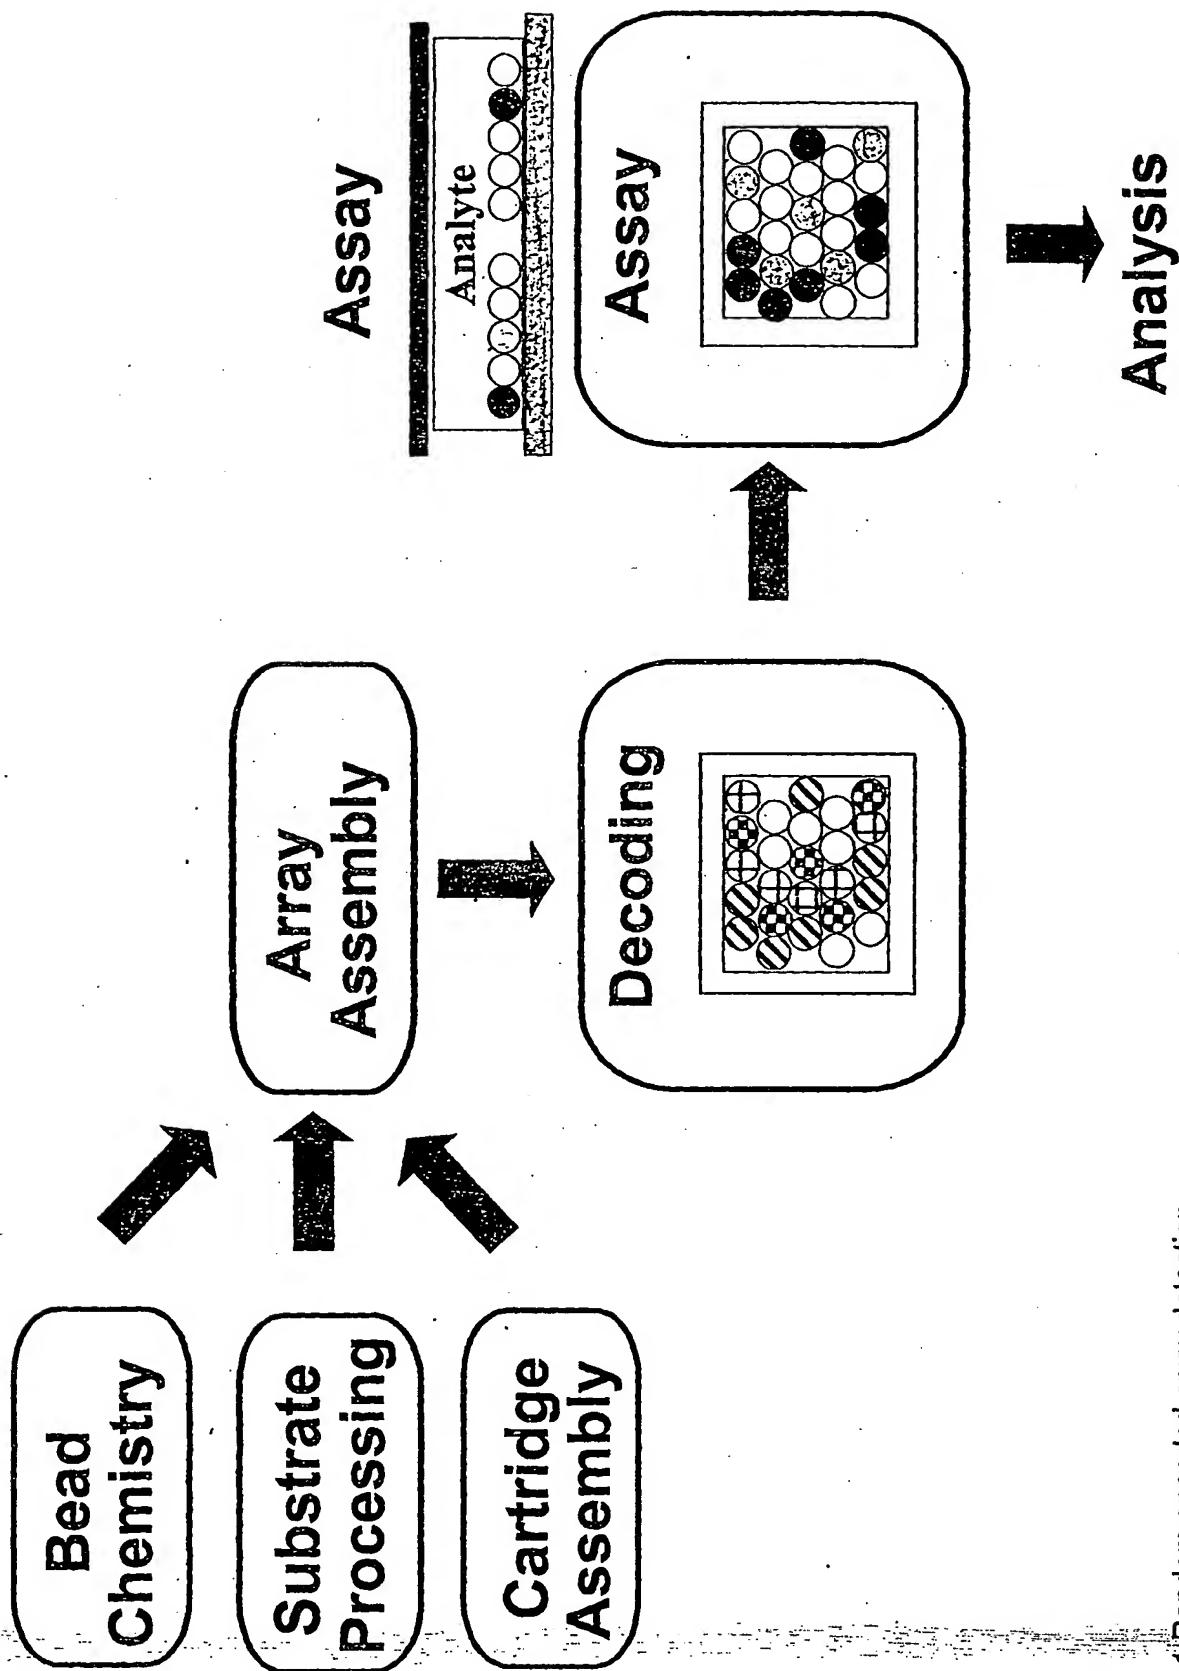 Bead
Chemistry
Substrate
Processing
Cartridge
Assembly
Array
Assembly
Decoding
Assay
Analyte
Assay
Analysis